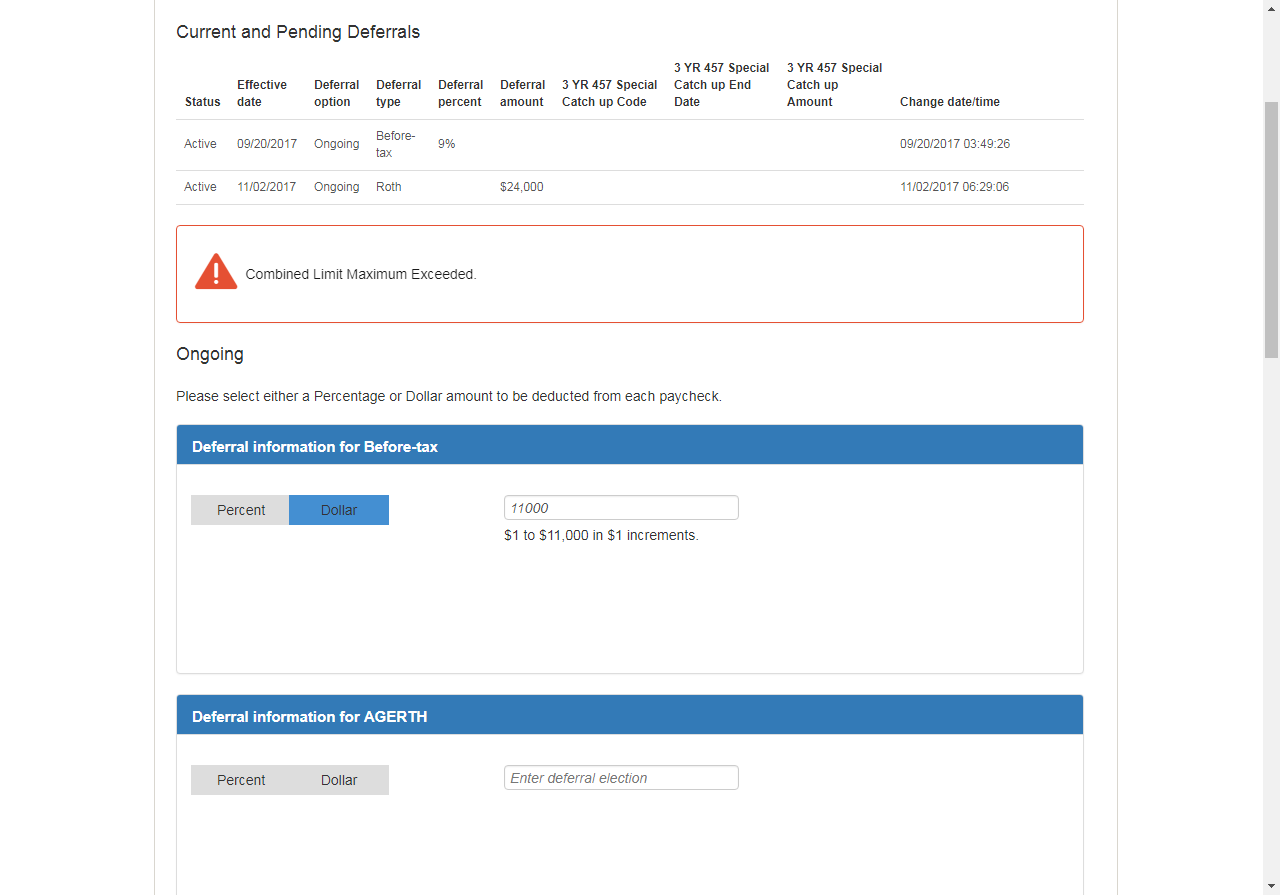 Current and Pending Deferrals
Status Effective date Deferral option Deferral type Deferral percent Deferral amount 3 YR 457 Special Catch up Code 3 YR 457 Special Catch up End Date 3 YR 457 Special Catch up Amount Change date/time
Active 09/20/2017 Ongoing Before-tax 9% 09/20/2017 03:49:26
Active 11/02/2017 Ongoing Roth $24,000 11/02/2017 06:29:06
Combined Limit Maximum Exceeded.
Ongoing
Please select either a Percentage or Dollar amount to be deducted from each paycheck.
Deferral information for Before-tax
Percent Dollar 11000
$1 to $11,000 in $1 increments.
Deferral information for AGERTH
Percent Dollar Enter deferral election